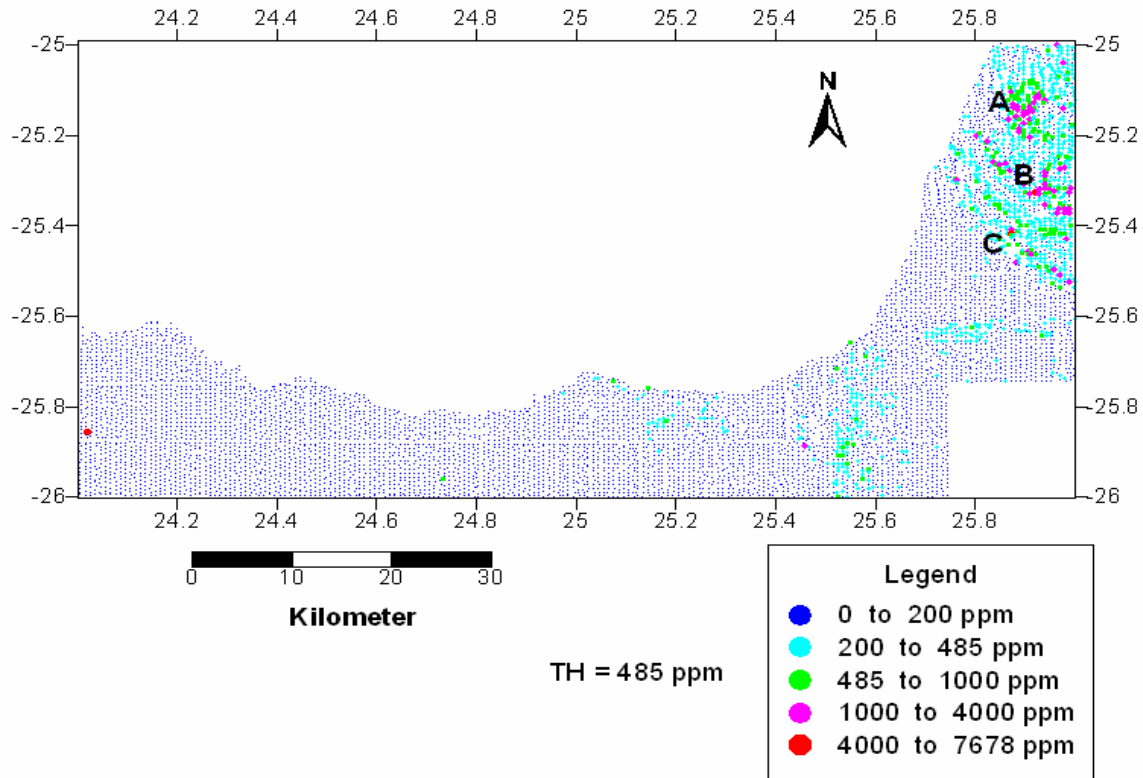 24.2 24.4 24.6 24.8 25 25.2 25.4 25.6 25.8
-25 -25
N
A
-25.2 -25.2
B
-25.4 -25.4
C
-25.6 -25.6
-25.8 -25.8
-26 -26
24.2 24.4 24.6 24.8 25 25.2 25.4 25.6 25.8
0 10 20 30
Kilometer
TH = 485 ppm
Legend
0 to 200 ppm
200 to 485 ppm
485 to 1000 ppm
1000 to 4000 ppm
4000 to 7678 ppm